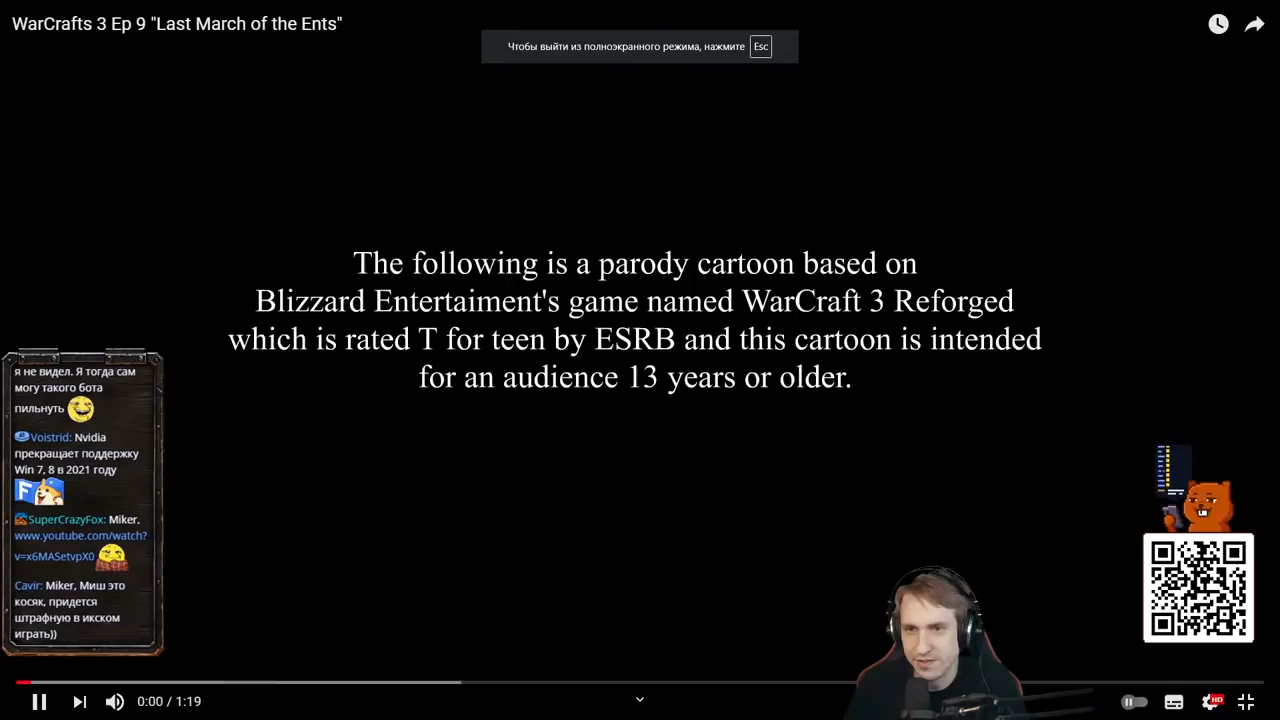 WarCrafts 3 Ep 9 "Last March of the Ents"
Чтобы выйти из полноэкранного режима, нажмите Esc
The following is a parody cartoon based on
Blizzard Entertaiment's game named WarCraft 3 Reforged
which is rated T for teen by ESRB and this cartoon is intended
for an audience 13 years or older.
я не видел. Я тогда сам
могу такого бота
пильнуть
Voistrid: Nvidia
прекращает поддержку
Win 7, 8 в 2021 году
F
SuperCrazyFox: Miker,
www.youtube.com/watch?
v=x6MASetvpX0
Cavir: Miker, Миш это
косяк, придется
штрафную в икском
играть))
0:00 / 1:19
HD